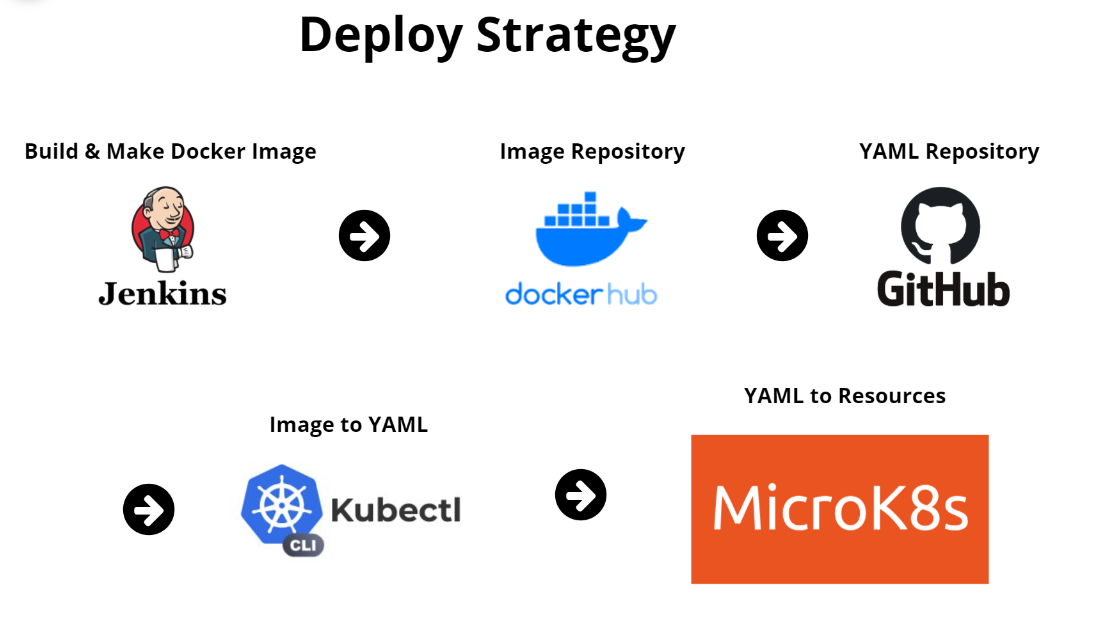 Deploy Strategy
Build & Make Docker Image
Image Repository
YAML Repository
Jenkins
docker hub
GitHub
Image to YAML
YAML to Resources
Kubectl
CLI
MicroK8s